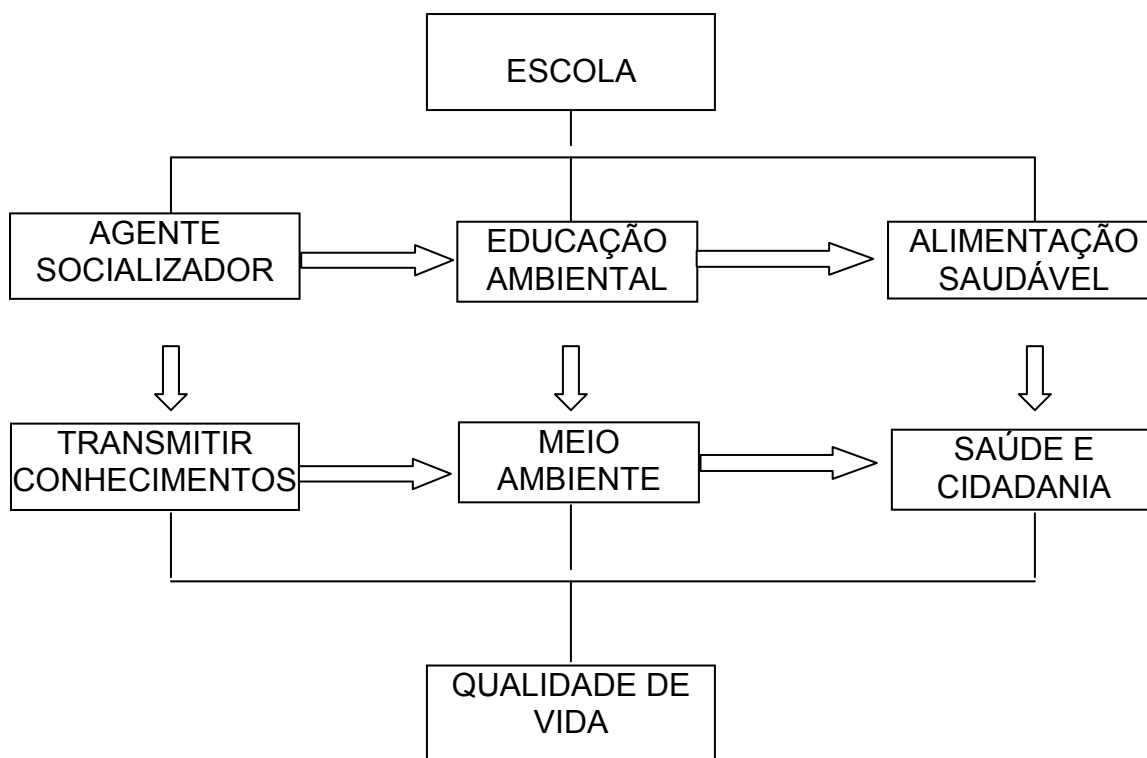 ESCOLA
AGENTE
SOCIALIZADOR
EDUCAÇÃO
AMBIENTAL
ALIMENTAÇÃO
SAUDÁVEL
TRANSMITIR
CONHECIMENTOS
MEIO
AMBIENTE
SAÚDE E
CIDADANIA
QUALIDADE DE
VIDA